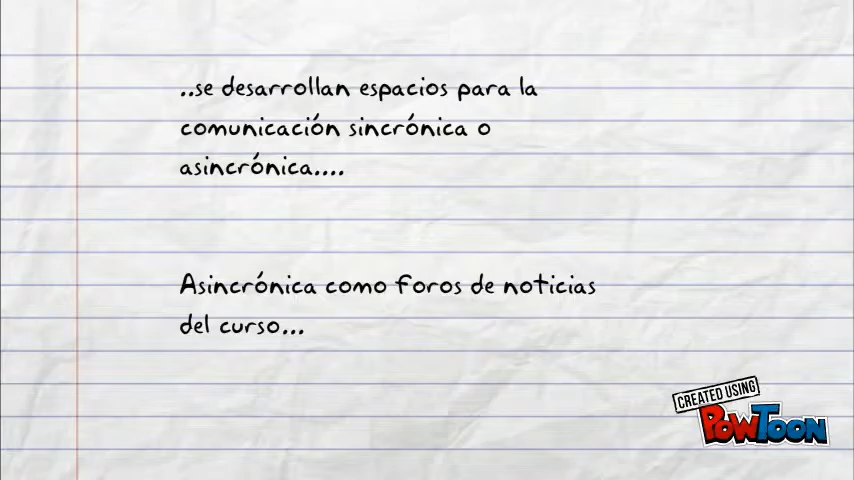 ..se desarrollan espacios para la
comunicación sincrónica o
asincrónica....
Asincrónica como foros de noticias
del curso...
CREATED USING
POWTOON